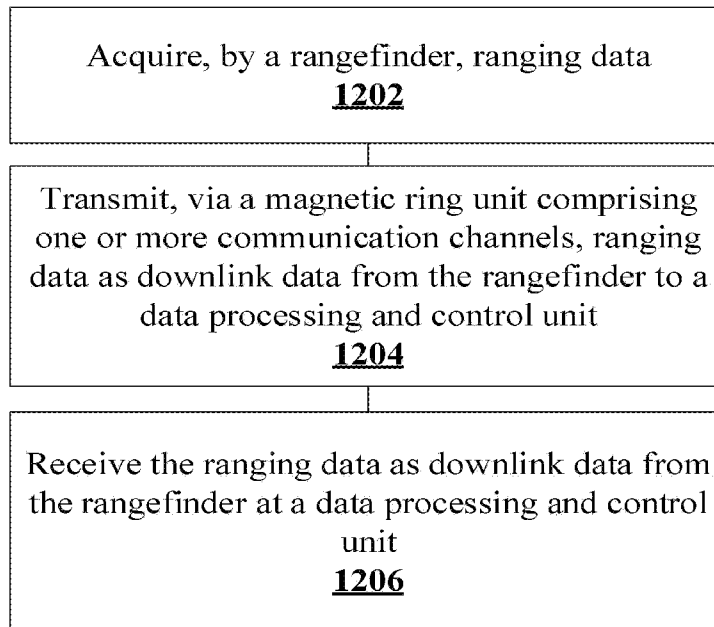 Acquire, by a rangefinder, ranging data
1202
Transmit, via a magnetic ring unit comprising
one or more communication channels, ranging
data as downlink data from the rangefinder to a
data processing and control unit
1204
Receive the ranging data as downlink data from
the rangefinder at a data processing and control
unit
1206